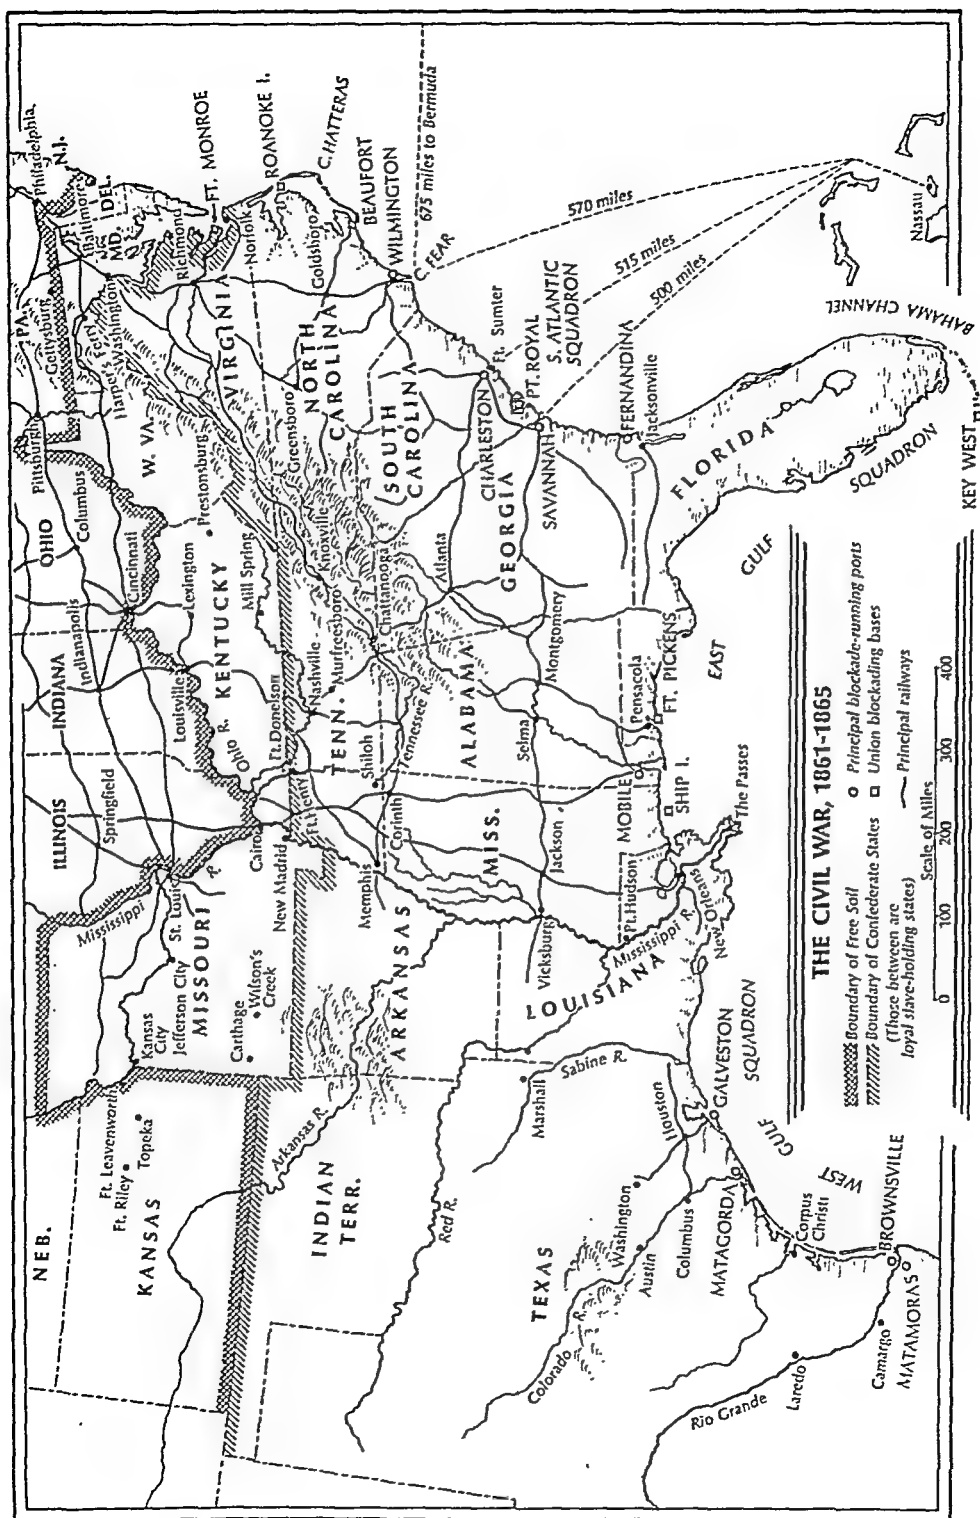 THE CIVIL WAR, 1861-1865
Boundary of Free Soil
Boundary of Confederate States
(Those between are
loyal slave-holding states)
Principal blockade-running ports
Union blockading bases
Principal railways
Scale of Miles
0 100 200 300 400
NEB.
KANSAS
Ft. Leavenworth
Ft. Riley
Topeka
INDIAN
TERR.
Arkansas R.
Red R.
TEXAS
Colorado R.
Washington
Austin
Columbus
Houston
MATAGORDA
GALVESTON
Corpus
Christi
BROWNSVILLE
MATAMORAS
Camargo
Laredo
Rio Grande
Marshall
Sabine R.
WEST
GULF
SQUADRON
Mississippi
R.
Kansas
City
Jefferson City
St. Louis
MISSOURI
Carthage
Wilson's
Creek
New Madrid
ARKANSAS
LOUISIANA
Vicksburg
Pt. Hudson
Mississippi R.
New Orleans
The Passes
ILLINOIS
Springfield
Cairo
INDIANA
Indianapolis
OHIO
Columbus
Cincinnati
Louisville
Lexington
KENTUCKY
Ohio R.
Prestonsburg
Mill Spring
Ft. Donelson
Ft. Henry
TENN.
Nashville
Murfreesboro
Knoxville
Chattanooga
Memphis
Shiloh
Corinth
Tennessee R.
MISS.
Jackson
ALABAMA
Selma
Montgomery
MOBILE
Pensacola
FT. PICKENS
SHIP I.
GEORGIA
Atlanta
SAVANNAH
FLORIDA
FERNANDINA
Jacksonville
EAST
GULF
SQUADRON
KEY WEST
BAHAMA CHANNEL
Nassau
PA.
Pittsburgh
Gettysburg
Philadelphia
N.J.
DEL.
MD.
Baltimore
Harpers Ferry
Washington
W. VA.
VIRGINIA
Richmond
FT. MONROE
Norfolk
ROANOKE I.
C. HATTERAS
Goldsboro
Greensboro
NORTH
CAROLINA
BEAUFORT
WILMINGTON
C. FEAR
SOUTH
CAROLINA
CHARLESTON
Ft. Sumter
PT. ROYAL
S. ATLANTIC
SQUADRON
675 miles to Bermuda
570 miles
515 miles
500 miles